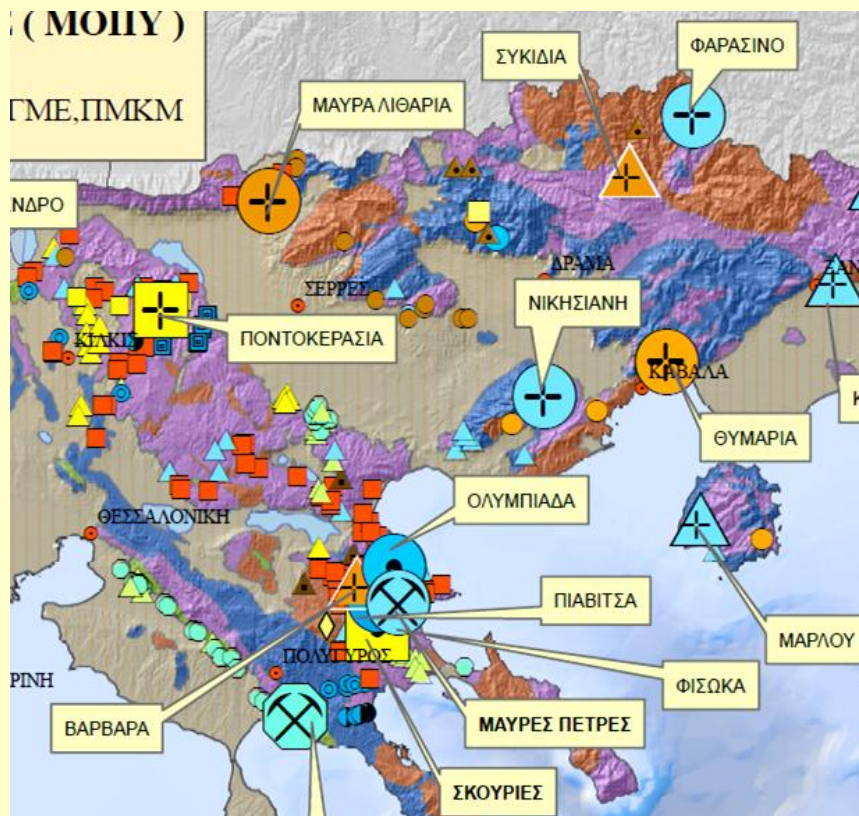 Σ ( ΜΟΠΥ )
ΓΜΕ,ΠΜΚΜ
ΣΥΚΙΔΙΑ
ΦΑΡΑΣΙΝΟ
ΜΑΥΡΑ ΛΙΘΑΡΙΑ
ΝΔΡΟ
ΔΡΑΜΑ
ΞΑΝ
ΣΕΡΡΕΣ
ΝΙΚΗΣΙΑΝΗ
ΚΙΛΚΙΣ
ΠΟΝΤΟΚΕΡΑΣΙΑ
ΚΑΒΑΛΑ
Κ
ΘΥΜΑΡΙΑ
ΟΛΥΜΠΙΑΔΑ
ΘΕΣΣΑΛΟΝΙΚΗ
ΠΙΑΒΙΤΣΑ
ΜΑΡΛΟΥ
ΠΟΛΥΓΥΡΟΣ
ΦΙΣΩΚΑ
ΡΙΝΗ
ΒΑΡΒΑΡΑ
ΜΑΥΡΕΣ ΠΕΤΡΕΣ
ΣΚΟΥΡΙΕΣ